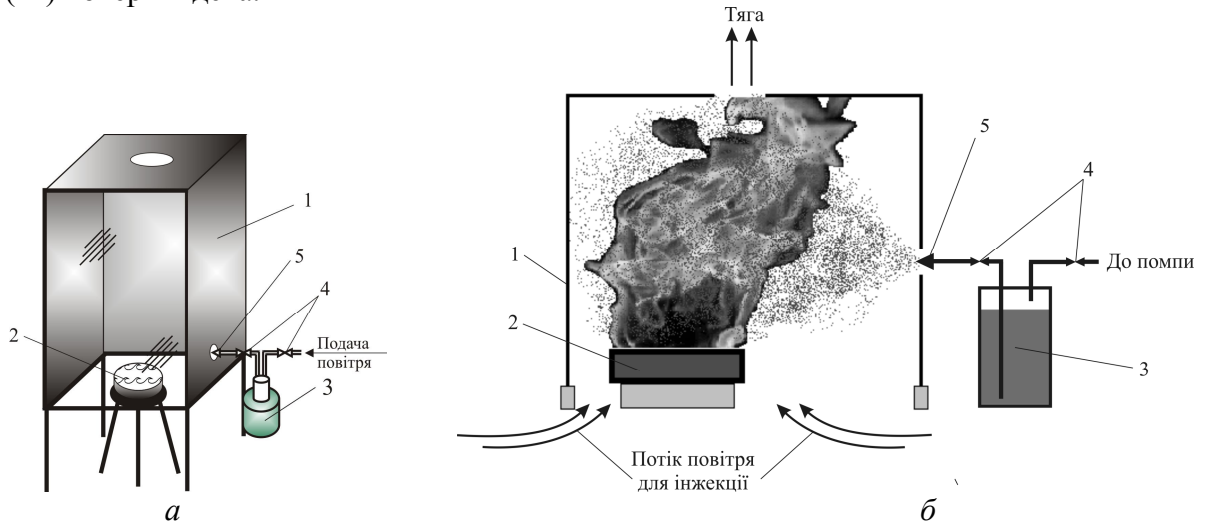 Тяга
5
4
1
1
5
До помпи
4
2
2
Подача
повітря
3
3
Потік повітря
для інжекції
а
б